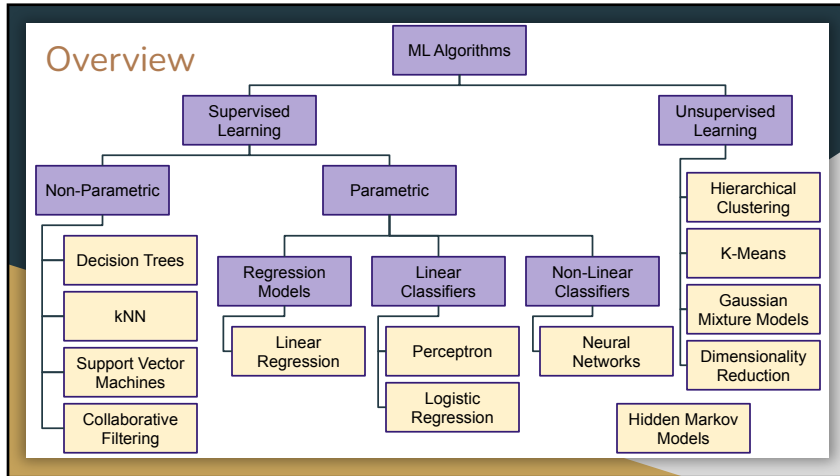 Overview
ML Algorithms
Supervised
Learning
Unsupervised
Learning
Non-Parametric
Parametric
Decision Trees
kNN
Support Vector
Machines
Collaborative
Filtering
Regression
Models
Linear
Regression
Linear
Classifiers
Perceptron
Logistic
Regression
Non-Linear
Classifiers
Neural
Networks
Hierarchical
Clustering
K-Means
Gaussian
Mixture Models
Dimensionality
Reduction
Hidden Markov
Models